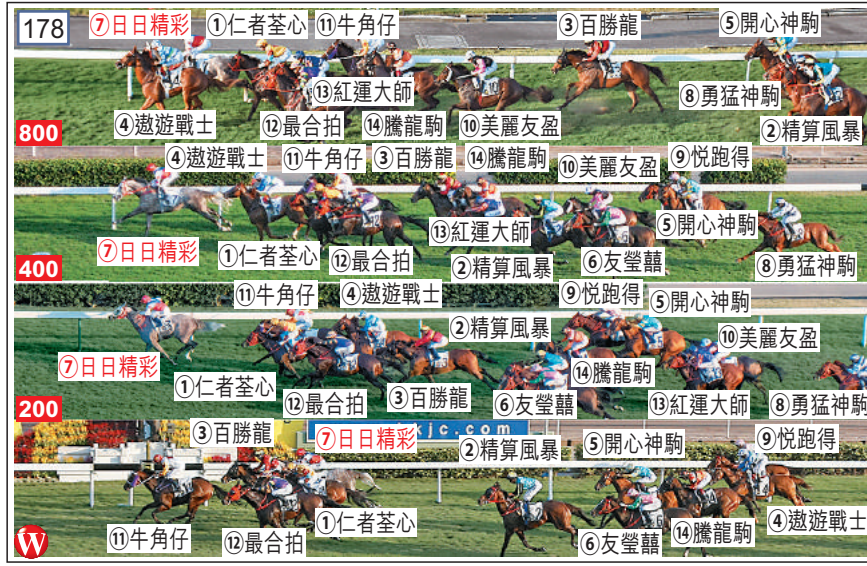 178
⑦日日精彩 ①仁者荃心 ⑪牛角仔 ③百勝龍 ⑤開心神駒
⑬紅運大師 ⑧勇猛神駒
800 ④遨遊戰士 ⑫最合拍 ⑭騰龍駒 ⑩美麗友盈 ②精算風暴
④遨遊戰士 ⑪牛角仔 ③百勝龍 ⑭騰龍駒 ⑩美麗友盈 ⑨悦跑得
⑬紅運大師 ⑤開心神駒
400 ⑦日日精彩 ①仁者荃心 ⑫最合拍 ②精算風暴 ⑥友瑩囍 ⑧勇猛神駒
⑪牛角仔 ④遨遊戰士 ⑨悦跑得 ⑤開心神駒
②精算風暴 ⑩美麗友盈
⑦日日精彩 ⑭騰龍駒
200 ①仁者荃心 ⑫最合拍 ③百勝龍 ⑥友瑩囍 ⑬紅運大師 ⑧勇猛神駒
③百勝龍 ⑦日日精彩 ②精算風暴 ⑤開心神駒 ⑨悦跑得
kjc.com
⑪牛角仔 ⑫最合拍 ①仁者荃心 ⑥友瑩囍 ⑭騰龍駒 ④遨遊戰士
W